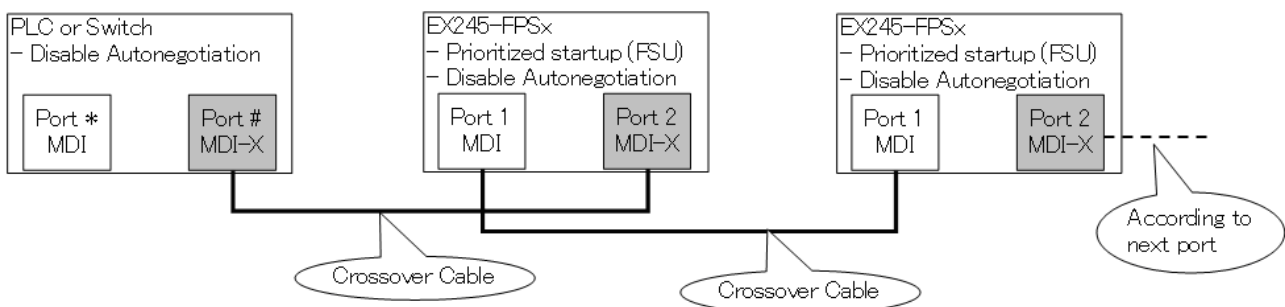 PLC or Switch
- Disable Autonegotiation
Port *
MDI
Port #
MDI-X
EX245-FPSx
- Prioritized startup (FSU)
- Disable Autonegotiation
Port 1
MDI
Port 2
MDI-X
EX245-FPSx
- Prioritized startup (FSU)
- Disable Autonegotiation
Port 1
MDI
Port 2
MDI-X
Crossover Cable
Crossover Cable
According to
next port